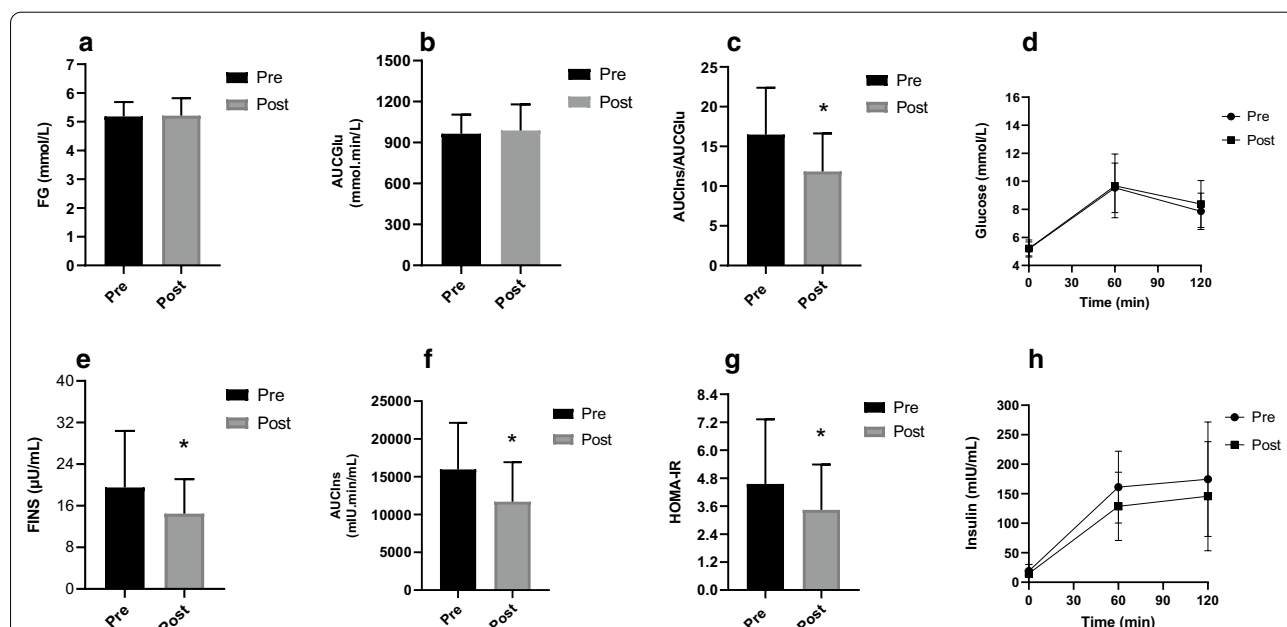 a
FG (mmol/L)
7
6
5
4
3
2
1
0
Pre
Post
Pre
Post
b
AUCGlu
(mmol.min/L)
1500
1200
900
600
300
0
Pre
Post
Pre
Post
c
AUCIns/AUCGlu
25
20
15
10
5
0
*
Pre
Post
Pre
Post
d
Glucose (mmol/L)
16
14
12
10
8
6
4
0 30 60 90 120
Time (min)
Pre
Post
e
FINS (µU/mL)
40
32
24
16
8
0
*
Pre
Post
Pre
Post
f
AUCIns
(mIU.min/mL)
25000
20000
15000
10000
5000
0
*
Pre
Post
Pre
Post
g
HOMA-IR
8.4
7.2
6.0
4.8
3.6
2.4
1.2
0.0
*
Pre
Post
Pre
Post
h
Insulin (mIU/mL)
300
250
200
150
100
50
0
0 30 60 90 120
Time (min)
Pre
Post